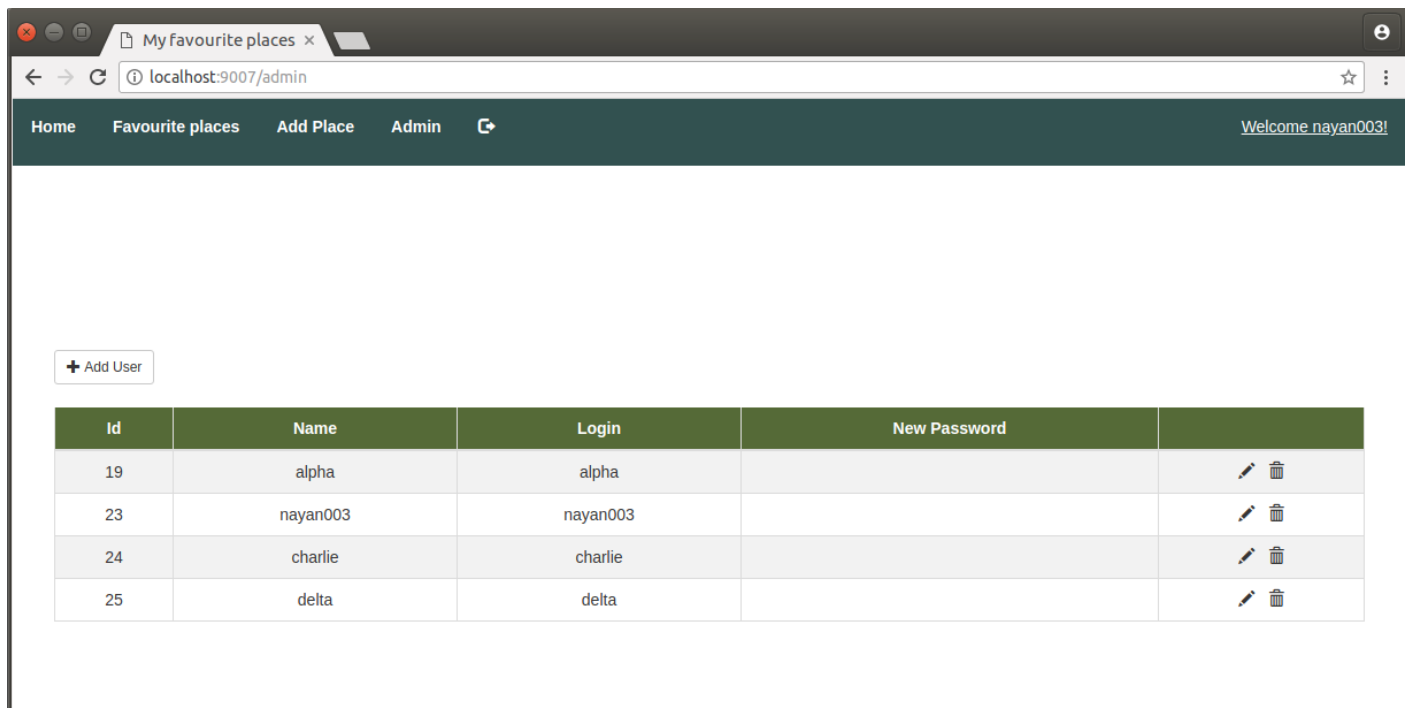 My favourite places
localhost:9007/admin
Home Favourite places Add Place Admin Welcome nayan003!
Add User
Id Name Login New Password
19 alpha alpha
23 nayan003 nayan003
24 charlie charlie
25 delta delta